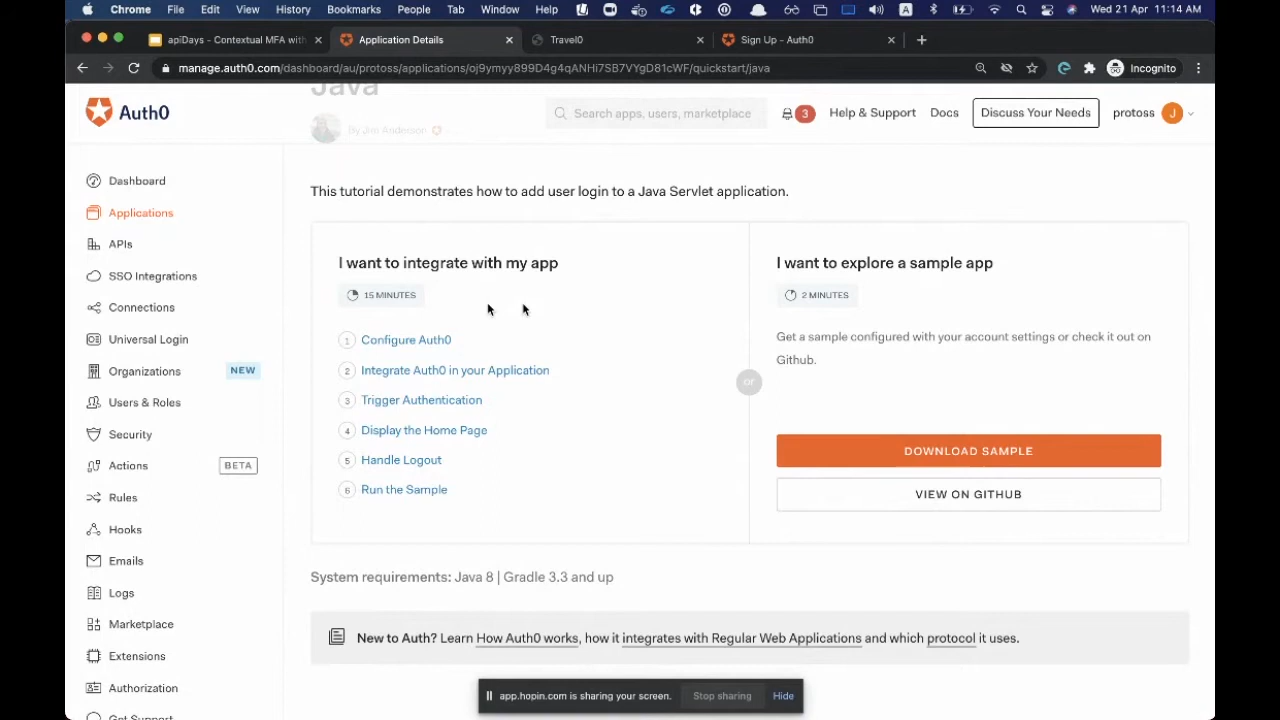 Chrome File Edit View History Bookmarks People Tab Window Help Wed 21 Apr 11:14 AM
apiDays - Contextual MFA with Application Details Travel0 Sign Up - Auth0
manage.auth0.com/dashboard/au/protoss/applications/oj9ymyy899D4g4qANHi7SB7VYgD81cWF/quickstart/java Incognito
Java
Auth0 Search apps, users, marketplace 3 Help & Support Docs Discuss Your Needs protoss J
Dashboard
Applications
APIs
SSO Integrations
Connections
Universal Login
Organizations NEW
Users & Roles
Security
Actions BETA
Rules
Hooks
Emails
Logs
Marketplace
Extensions
Authorization
Get Support
This tutorial demonstrates how to add user login to a Java Servlet application.
I want to integrate with my app
15 MINUTES
1 Configure Auth0
2 Integrate Auth0 in your Application
3 Trigger Authentication
4 Display the Home Page
5 Handle Logout
6 Run the Sample
or
I want to explore a sample app
2 MINUTES
Get a sample configured with your account settings or check it out on
Github.
DOWNLOAD SAMPLE
VIEW ON GITHUB
System requirements: Java 8 | Gradle 3.3 and up
New to Auth? Learn How Auth0 works, how it integrates with Regular Web Applications and which protocol it uses.
app.hopin.com is sharing your screen. Stop sharing Hide